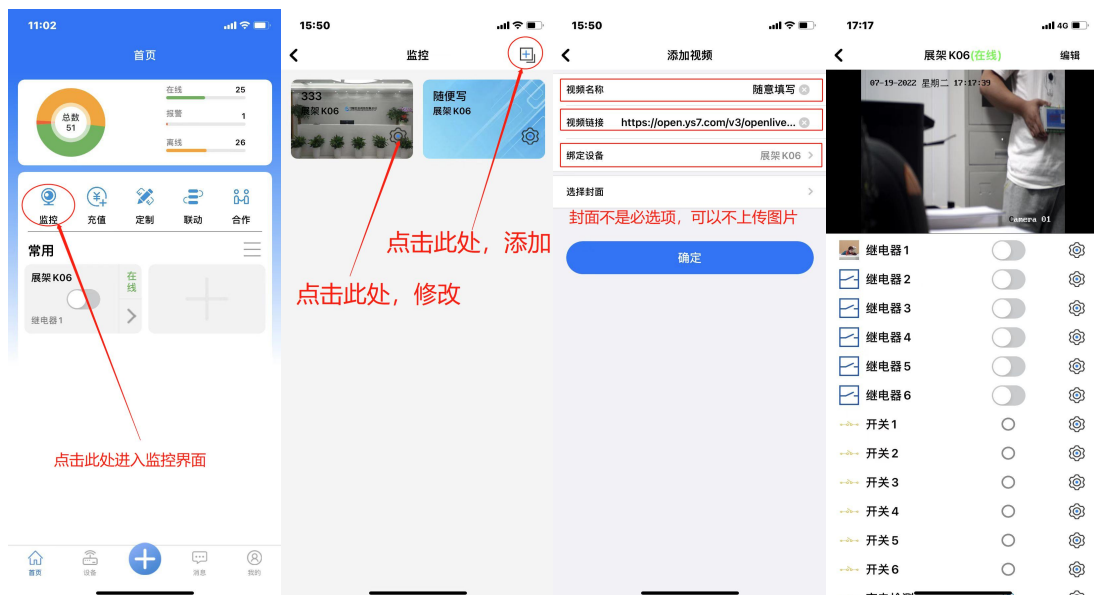 11:02
首页
在线 25
总数
51
报警 1
离线 26
监控 充值 定制 联动 合作
常用
展架K06
在线
继电器1
点击此处进入监控界面
首页 设备 消息 我的
15:50
监控
333
展架K06
随便写
展架K06
点击此处，添加
点击此处，修改
15:50
添加视频
视频名称 随意填写
视频链接 https://open.ys7.com/v3/openlive...
绑定设备 展架K06
选择封面
封面不是必选项，可以不上传图片
确定
17:17
4G
展架K06(在线) 编辑
07-19-2022 星期二 17:17:39
Camera 01
继电器1
继电器2
继电器3
继电器4
继电器5
继电器6
开关1
开关2
开关3
开关4
开关5
开关6